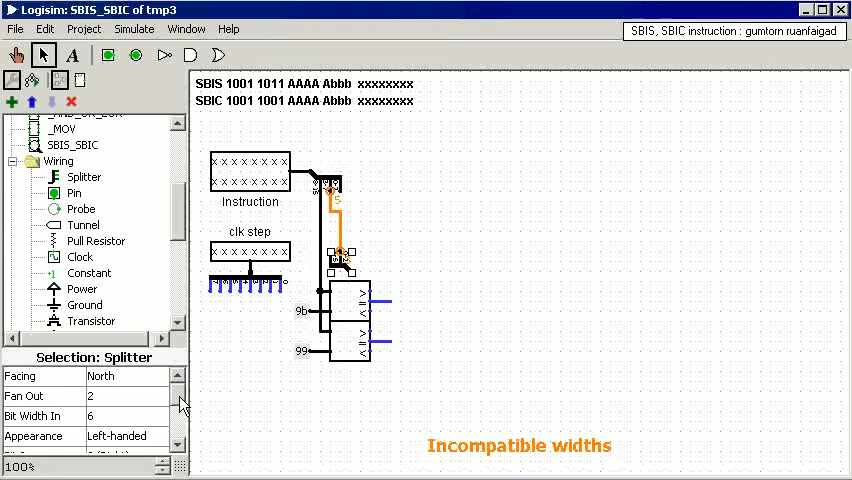 Logisim: SBIS_SBIC of tmp3
File Edit Project Simulate Window Help
SBIS, SBIC instruction : gumtorn ruanfaigad
A
SBIS 1001 1011 AAAA Abbb xxxxxxxx
SBIC 1001 1001 AAAA Abbb xxxxxxxx
_MOV
SBIS_SBIC
Wiring
Splitter
Pin
Probe
Tunnel
Pull Resistor
Clock
Constant
Power
Ground
Transistor
x x x x x x x x
x x x x x x x x
Instruction
5
clk step
x x x x x x x x
9b
>
=
<
>
=
99
<
Selection: Splitter
Facing North
Fan Out 2
Bit Width In 6
Appearance Left-handed
100%
Incompatible widths